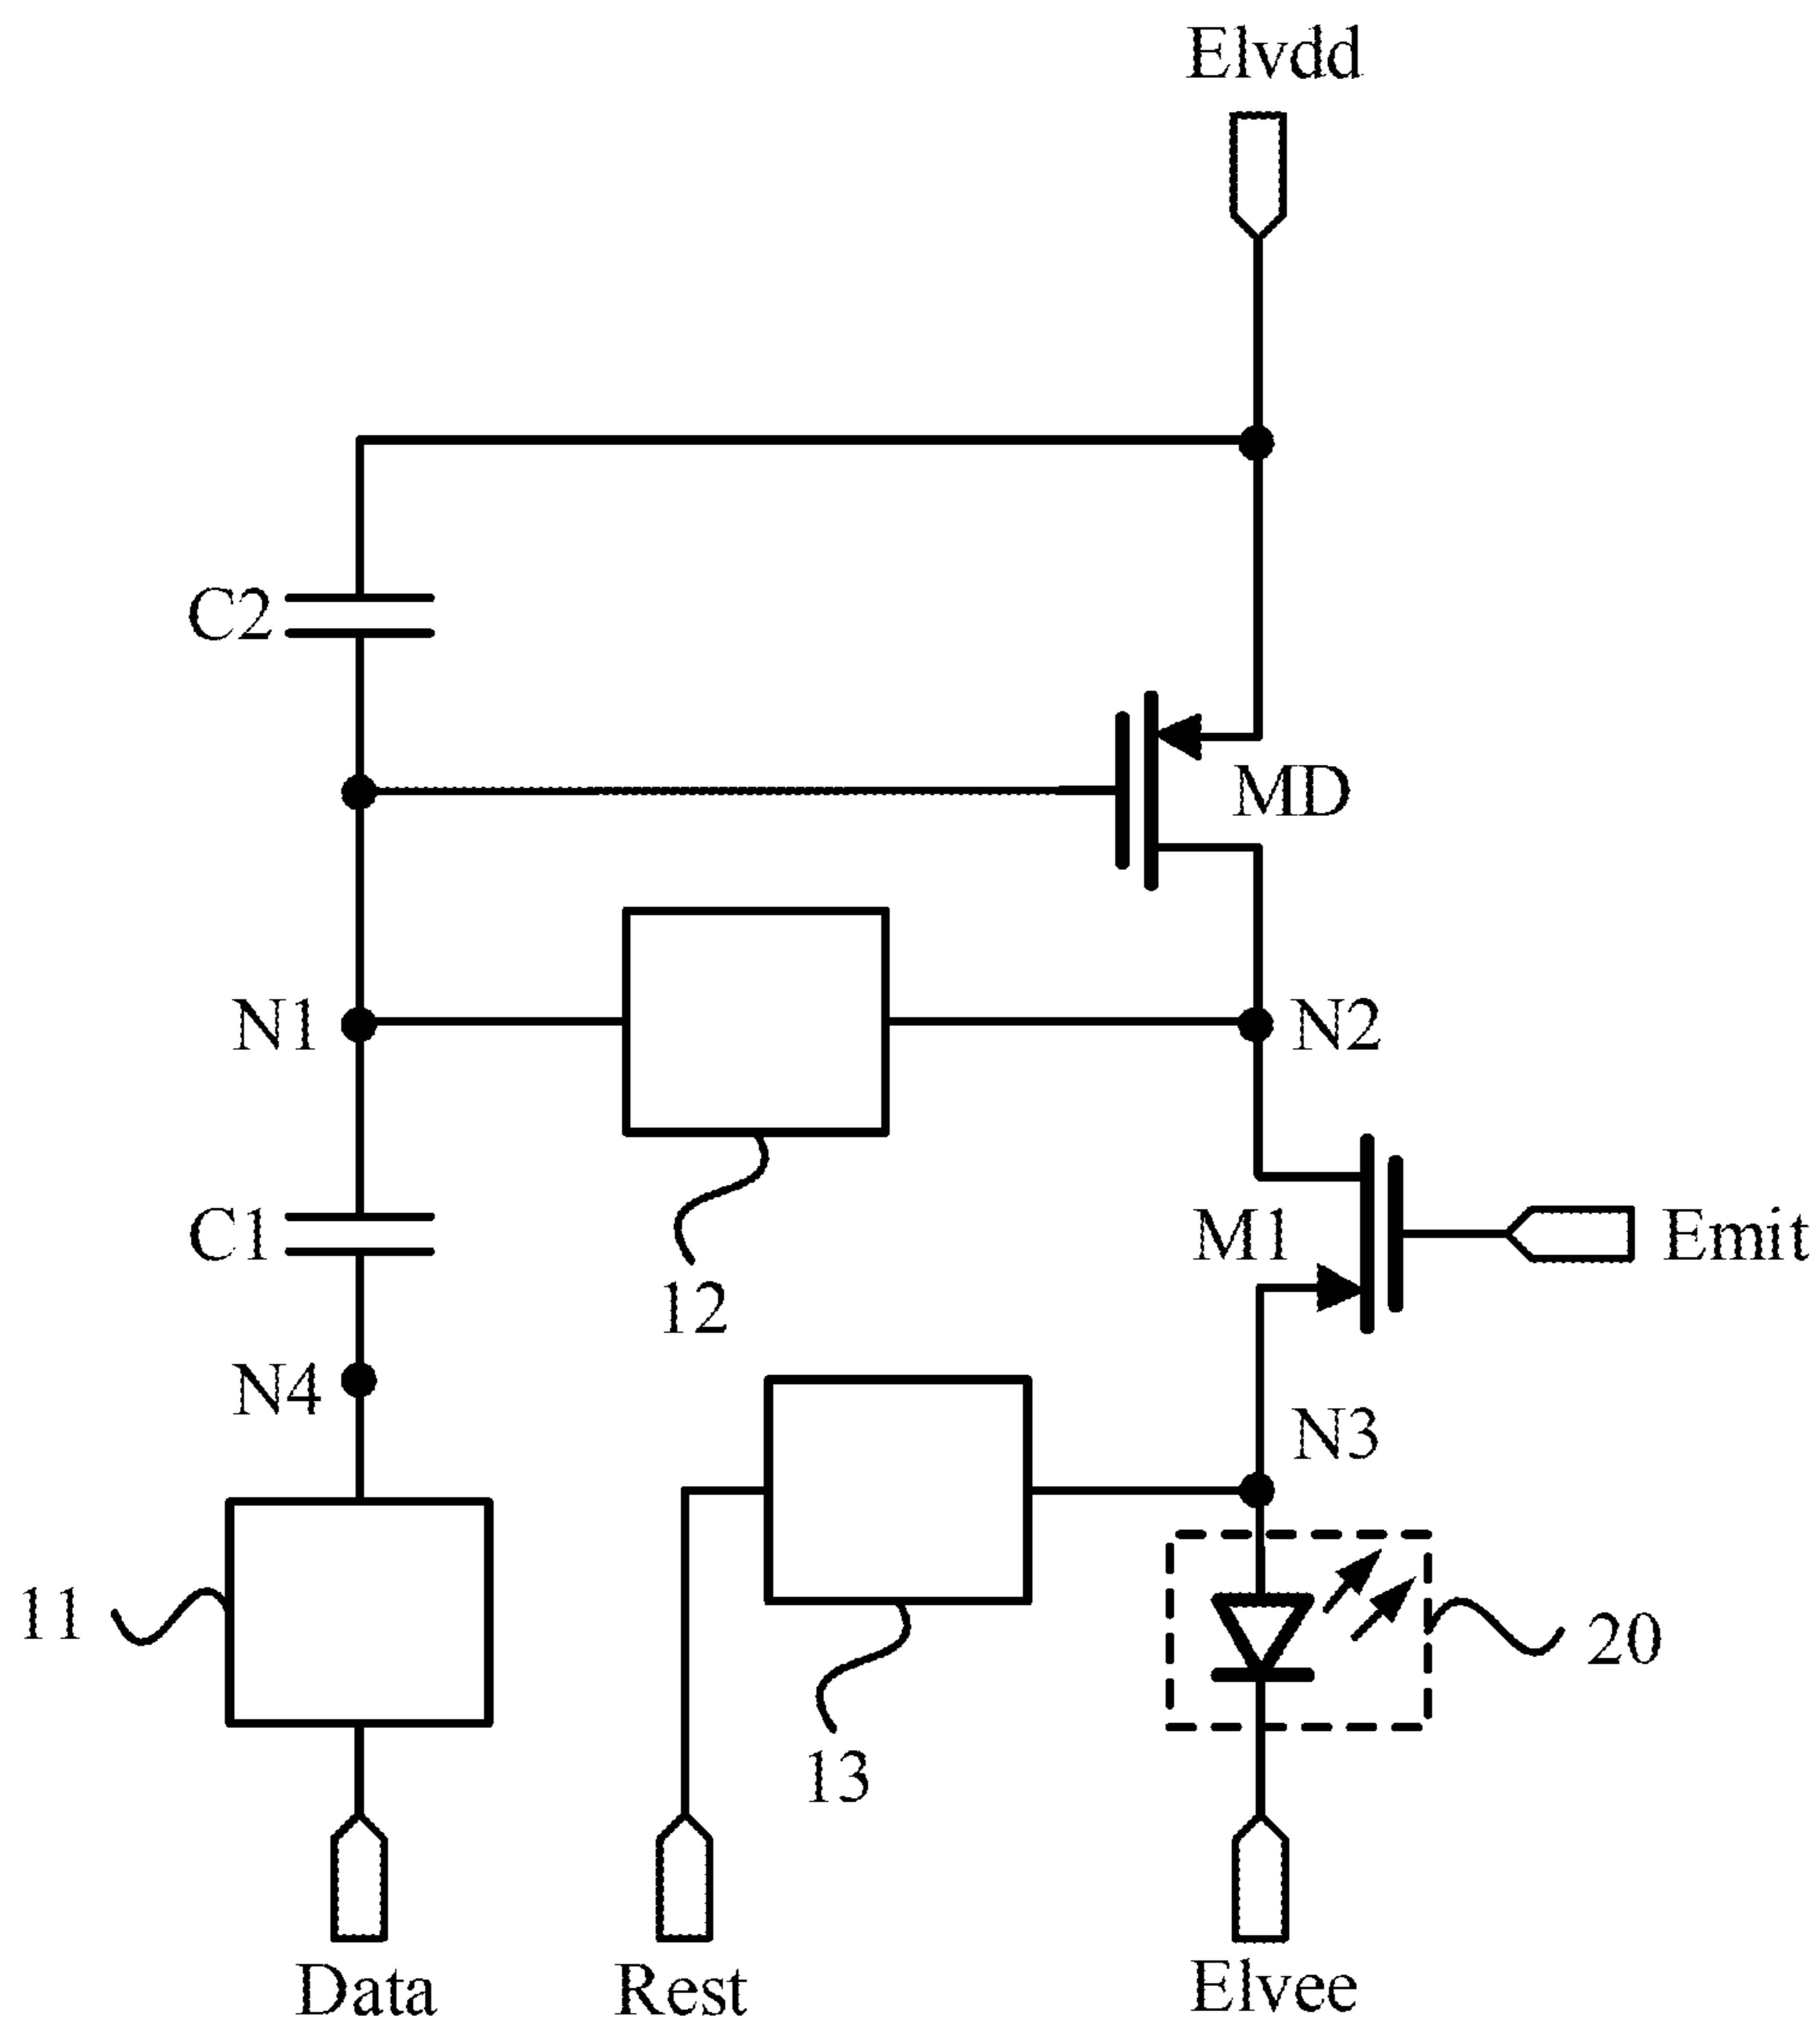 Elvdd
C2
MD
N1
N2
C1
M1
Emit
12
N4
N3
11
20
13
Data
Rest
Elvee